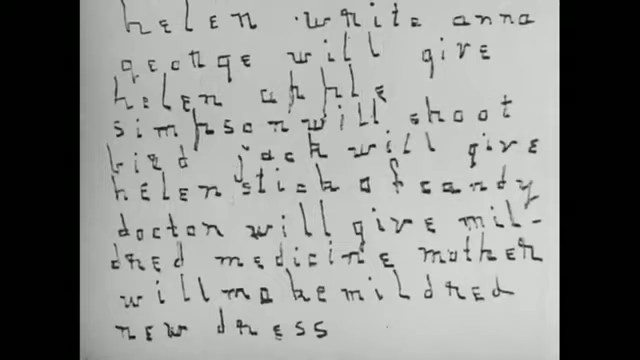 helen write anna
george will give
helen apple
simpson will shoot
bird jack will give
helen stick of candy
doctor will give mil-
dred medicine mother
will make mildred
new dress